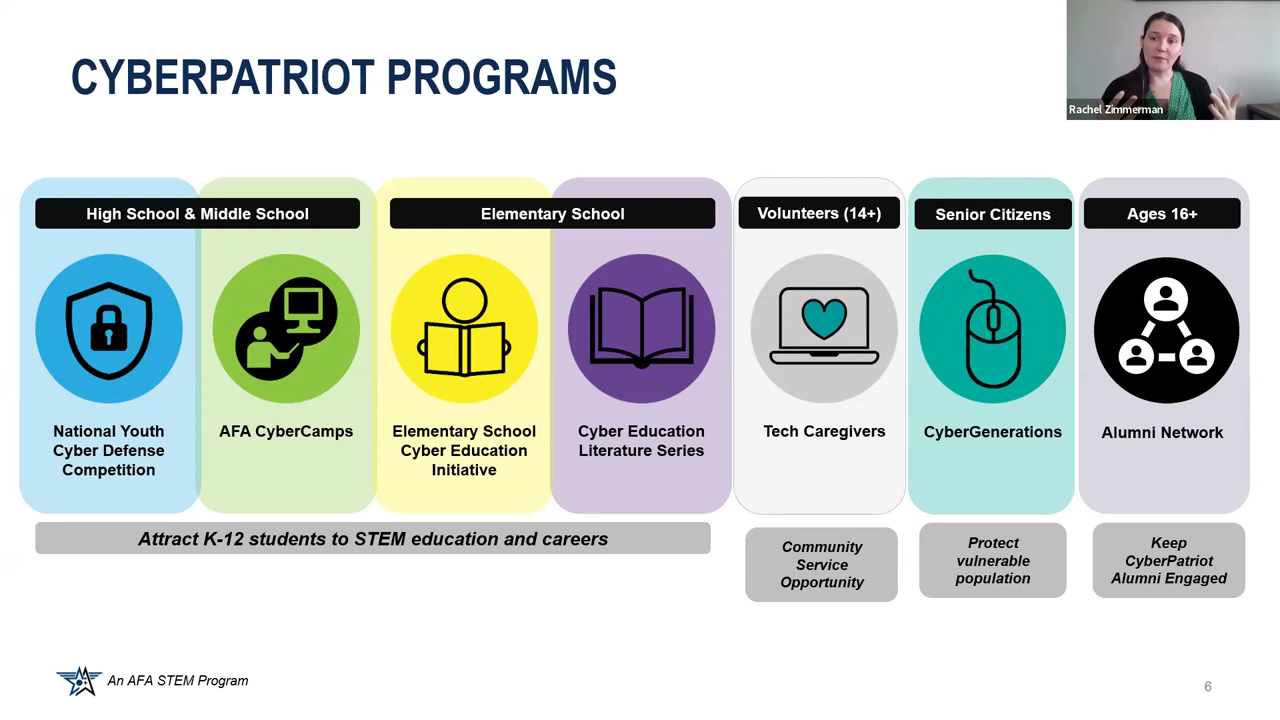 CYBERPATRIOT PROGRAMS
Rachel Zimmerman
High School & Middle School
Elementary School
Volunteers (14+)
Senior Citizens
Ages 16+
National Youth
Cyber Defense
Competition
AFA CyberCamps
Elementary School
Cyber Education
Initiative
Cyber Education
Literature Series
Tech Caregivers
CyberGenerations
Alumni Network
Attract K-12 students to STEM education and careers
Community
Service
Opportunity
Protect
vulnerable
population
Keep
CyberPatriot
Alumni Engaged
An AFA STEM Program
6